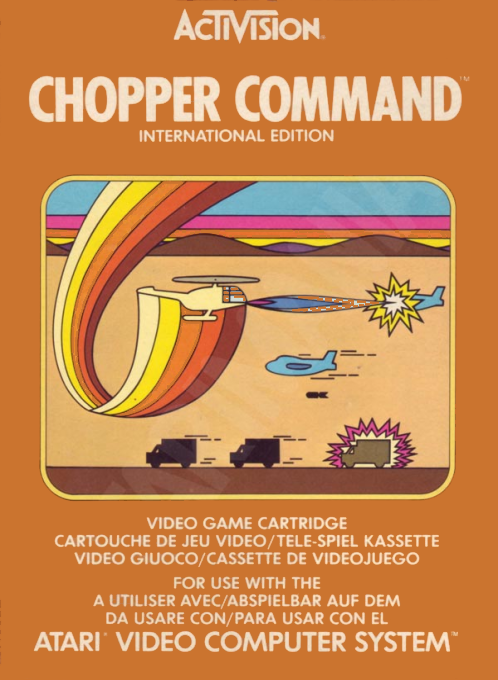 ACTIVISION®
CHOPPER COMMAND™
INTERNATIONAL EDITION
VIDEO GAME CARTRIDGE
CARTOUCHE DE JEU VIDEO/TELE-SPIEL KASSETTE
VIDEO GIUOCO/CASSETTE DE VIDEOJUEGO
FOR USE WITH THE
A UTILISER AVEC/ABSPIELBAR AUF DEM
DA USARE CON/PARA USAR CON EL
ATARI® VIDEO COMPUTER SYSTEM™